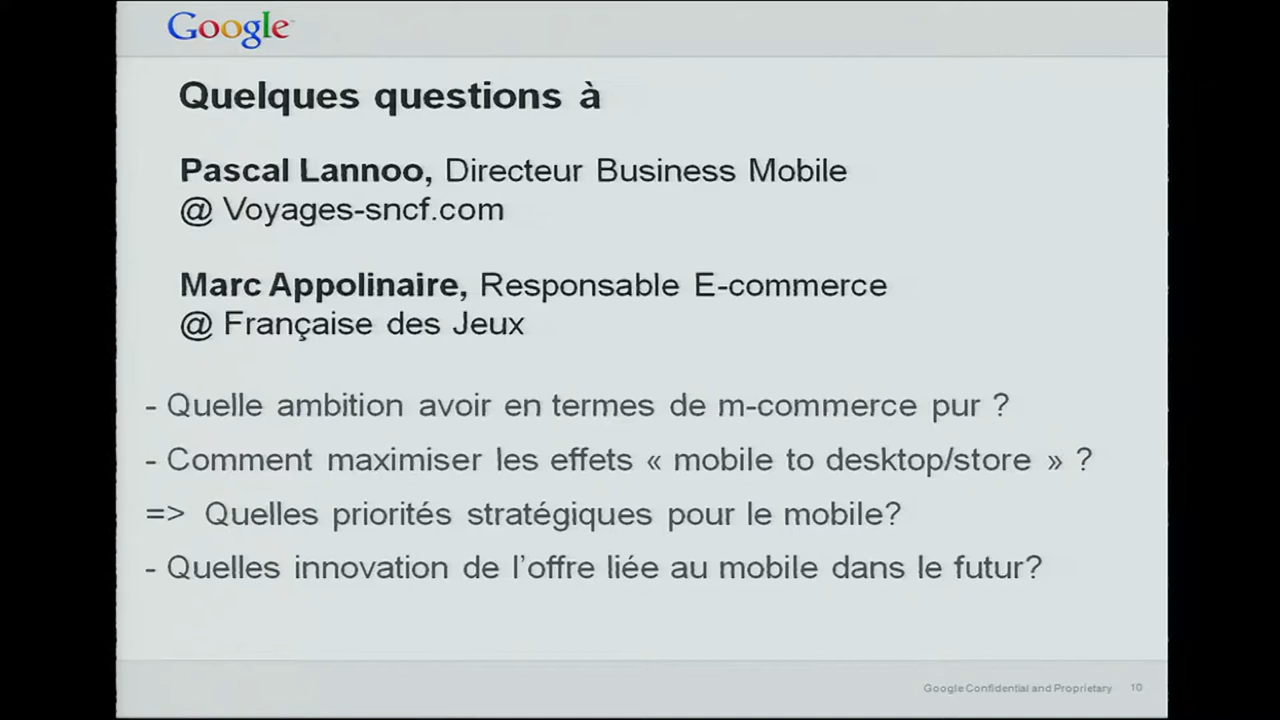 Google
Quelques questions à
Pascal Lannoo, Directeur Business Mobile
@ Voyages-sncf.com
Marc Appolinaire, Responsable E-commerce
@ Française des Jeux
- Quelle ambition avoir en termes de m-commerce pur ?
- Comment maximiser les effets « mobile to desktop/store » ?
=> Quelles priorités stratégiques pour le mobile?
- Quelles innovation de l’offre liée au mobile dans le futur?
Google Confidential and Proprietary 10